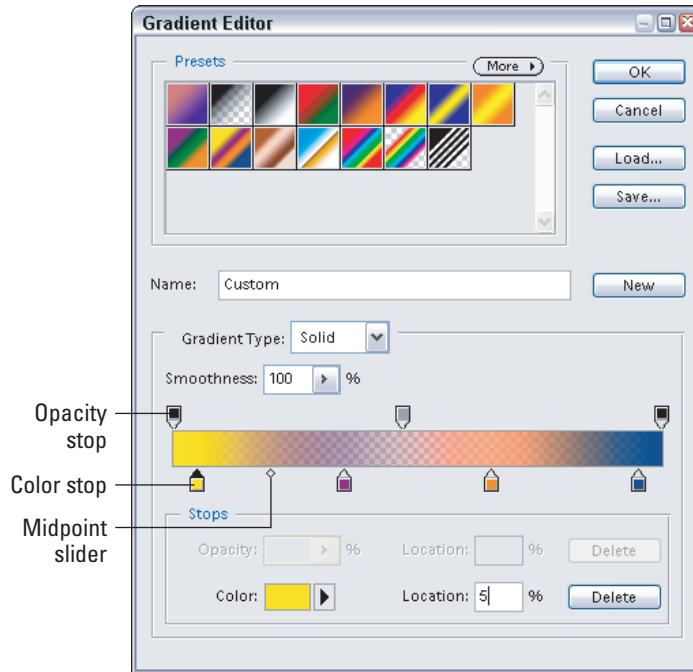 Gradient Editor
Presets
More
OK
Cancel
Load...
Save...
Name: Custom
New
Gradient Type: Solid
Smoothness: 100 %
Opacity
stop
Color stop
Midpoint
slider
Stops
Opacity: % Location: % Delete
Color: Location: 5 % Delete